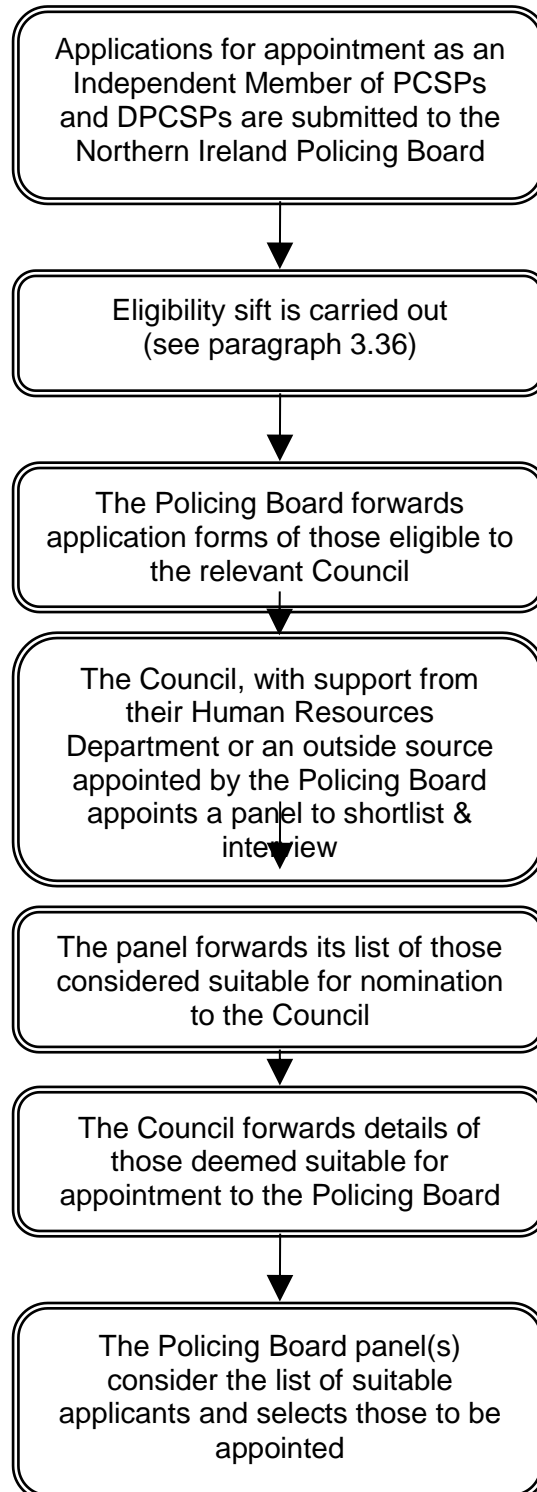 Applications for appointment as an
Independent Member of PCSPs
and DPCSPs are submitted to the
Northern Ireland Policing Board
Eligibility sift is carried out
(see paragraph 3.36)
The Policing Board forwards
application forms of those eligible to
the relevant Council
The Council, with support from
their Human Resources
Department or an outside source
appointed by the Policing Board
appoints a panel to shortlist &
interview
The panel forwards its list of those
considered suitable for nomination
to the Council
The Council forwards details of
those deemed suitable for
appointment to the Policing Board
The Policing Board panel(s)
consider the list of suitable
applicants and selects those to be
appointed